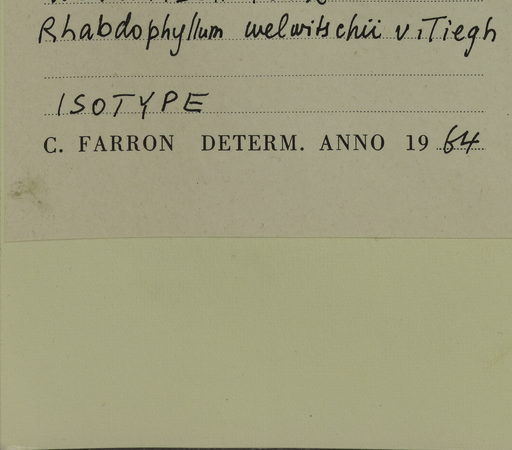 Rhabdophyllum welwitschii v.Tiegh
ISOTYPE
C. FARRON DETERM. ANNO 1964